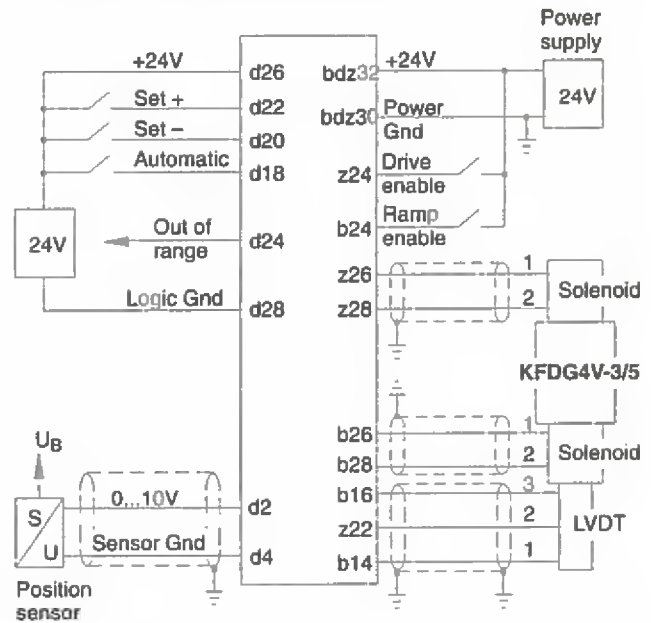 Power
supply
24V
+24V
d26
Set +
d22
Set –
d20
Automatic
d18
24V
Out of
range
d24
Logic Gnd
d28
bdz32
+24V
bdz30
Power
Gnd
z24
Drive
enable
b24
Ramp
enable
z26
1
z28
2
Solenoid
KFDG4V-3/5
b26
1
b28
2
Solenoid
b16
3
z22
2
LVDT
b14
1
UB
0...10V
d2
S
U
Sensor Gnd
d4
Position
sensor